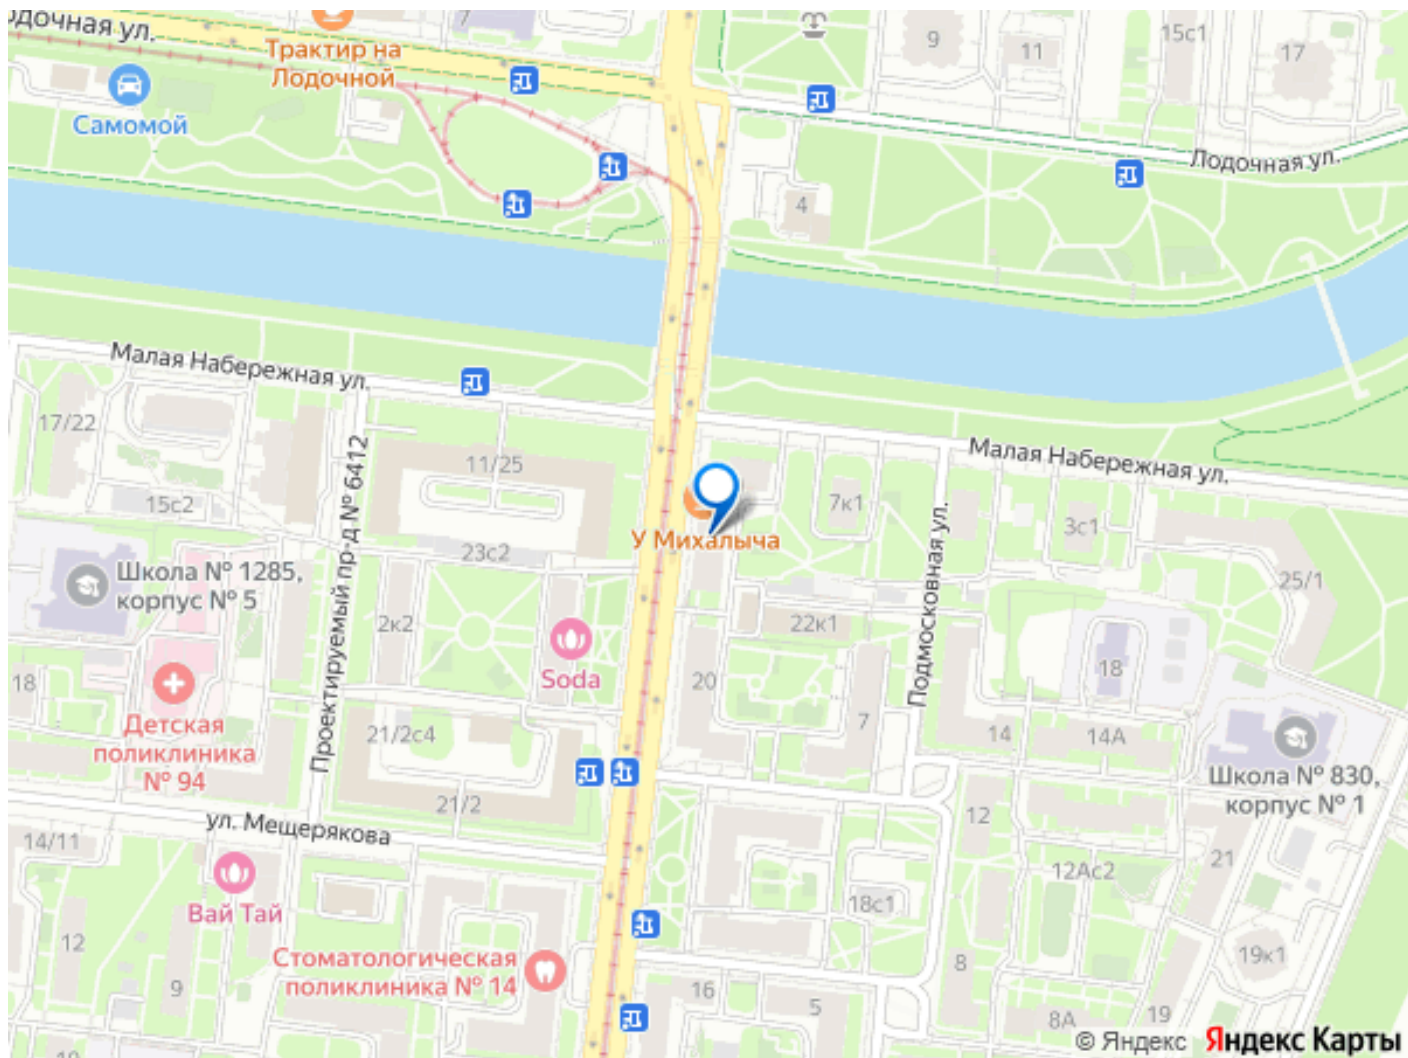 Лодочная ул.
7
Трактир на
Лодочной
9
11
15с1
17
Самомой
Лодочная ул.
4
Малая Набережная ул.
Малая Набережная ул.
17/22
11/25
15с2
Проектируемый пр-д № 6412
7к1
3с1
Подмосковная ул.
У Михалыча
23с2
Школа № 1285,
корпус № 5
25/1
2к2
22к1
Soda
20
18
18
Детская
поликлиника
№ 94
21/2с4
7
14
14А
Школа № 830,
корпус № 1
21/2
ул. Мещерякова
12
14/11
21
12Ас2
Вай Тай
18с1
12
Стоматологическая
поликлиника № 14
8
19к1
9
16
5
8А
19
© Яндекс Яндекс Карты